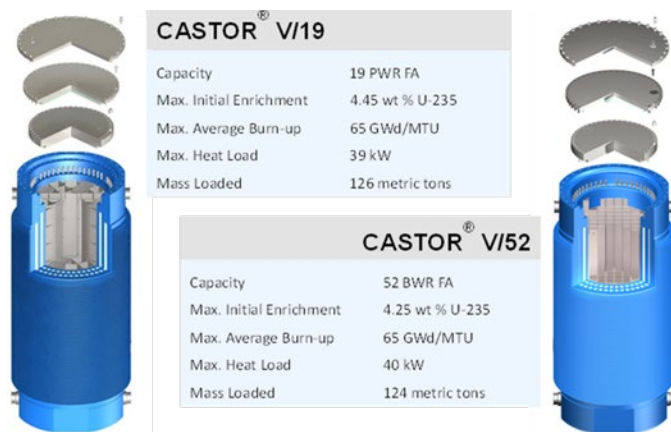 CASTOR® V/19
Capacity 19 PWR FA
Max. Initial Enrichment 4.45 wt % U-235
Max. Average Burn-up 65 GWd/MTU
Max. Heat Load 39 kW
Mass Loaded 126 metric tons
CASTOR® V/52
Capacity 52 BWR FA
Max. Initial Enrichment 4.25 wt % U-235
Max. Average Burn-up 65 GWd/MTU
Max. Heat Load 40 kW
Mass Loaded 124 metric tons